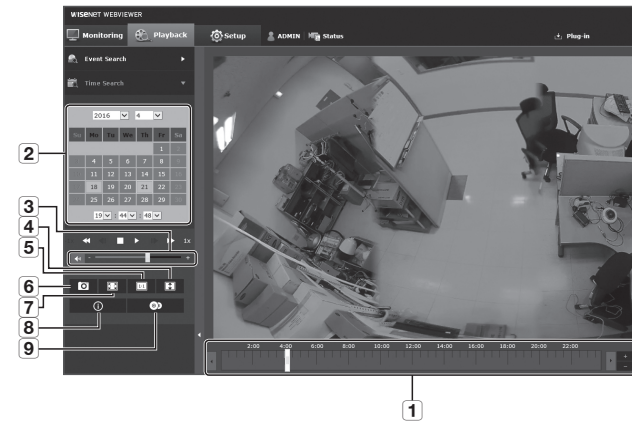 WISENET WEBVIEWER
Monitoring Playback Setup ADMIN Status Plug-in
Event Search
Time Search
2016 4
Su Mo Tu We Th Fr Sa
1
4 5 6 7 8
11 12 13 14 15
18 19 20 21 22
25 26 27 28 29
19 : 44 : 48
1x
- +
1:1
2:00 4:00 6:00 8:00 10:00 12:00 14:00 16:00 18:00 20:00 22:00
+
-
2
3
4
5
6
7
8
9
1